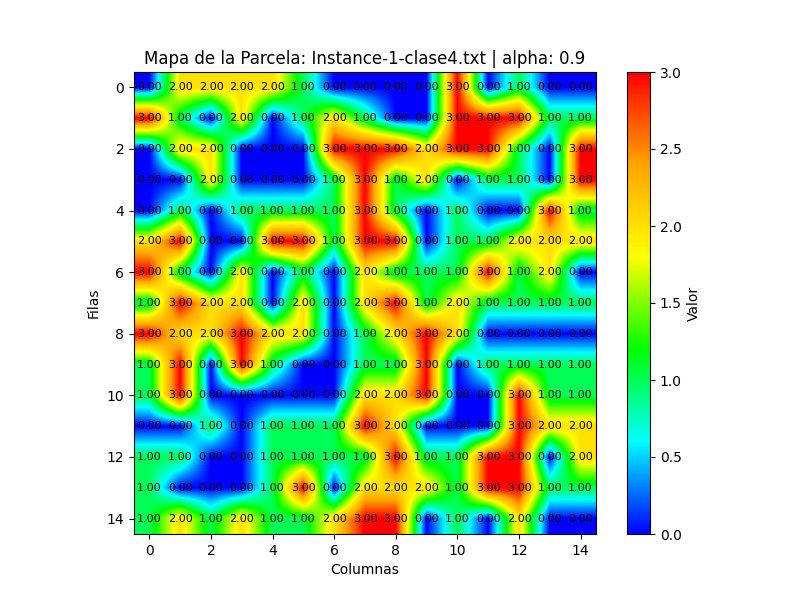 Mapa de la Parcela: Instance-1-clase4.txt | alpha: 0.9
0 0.00 2.00 2.00 2.00 2.00 1.00 0.00 0.00 0.00 0.00 3.00 0.00 1.00 0.00 0.00
3.00 1.00 0.00 2.00 0.00 1.00 2.00 1.00 0.00 0.00 3.00 3.00 3.00 1.00 1.00
2 0.00 2.00 2.00 0.00 0.00 0.00 3.00 3.00 3.00 2.00 3.00 3.00 1.00 0.00 3.00
0.00 0.00 2.00 0.00 0.00 0.00 1.00 3.00 1.00 2.00 0.00 1.00 1.00 0.00 3.00
4 0.00 1.00 0.00 1.00 1.00 1.00 1.00 3.00 1.00 0.00 1.00 0.00 0.00 3.00 1.00
2.00 3.00 0.00 0.00 3.00 3.00 1.00 3.00 3.00 0.00 1.00 1.00 2.00 2.00 2.00
6 3.00 1.00 0.00 2.00 0.00 1.00 0.00 2.00 1.00 1.00 1.00 3.00 1.00 2.00 0.00
1.00 3.00 2.00 2.00 0.00 2.00 0.00 2.00 3.00 1.00 2.00 1.00 1.00 1.00 1.00
8 3.00 2.00 2.00 3.00 2.00 2.00 0.00 1.00 2.00 3.00 2.00 0.00 0.00 0.00 0.00
1.00 3.00 0.00 3.00 1.00 0.00 0.00 1.00 1.00 3.00 0.00 1.00 1.00 1.00 1.00
10 1.00 3.00 0.00 0.00 0.00 0.00 0.00 2.00 2.00 3.00 0.00 0.00 3.00 1.00 1.00
0.00 0.00 1.00 0.00 1.00 1.00 1.00 3.00 2.00 0.00 0.00 0.00 3.00 2.00 2.00
12 1.00 1.00 0.00 0.00 1.00 1.00 1.00 1.00 3.00 1.00 1.00 3.00 3.00 0.00 2.00
1.00 0.00 0.00 0.00 1.00 3.00 0.00 2.00 2.00 2.00 1.00 3.00 3.00 1.00 1.00
14 1.00 2.00 1.00 2.00 1.00 1.00 2.00 3.00 3.00 0.00 1.00 0.00 2.00 0.00 0.00
0 2 4 6 8 10 12 14
Columnas
Filas
3.0
2.5
2.0
1.5
1.0
0.5
0.0
Valor